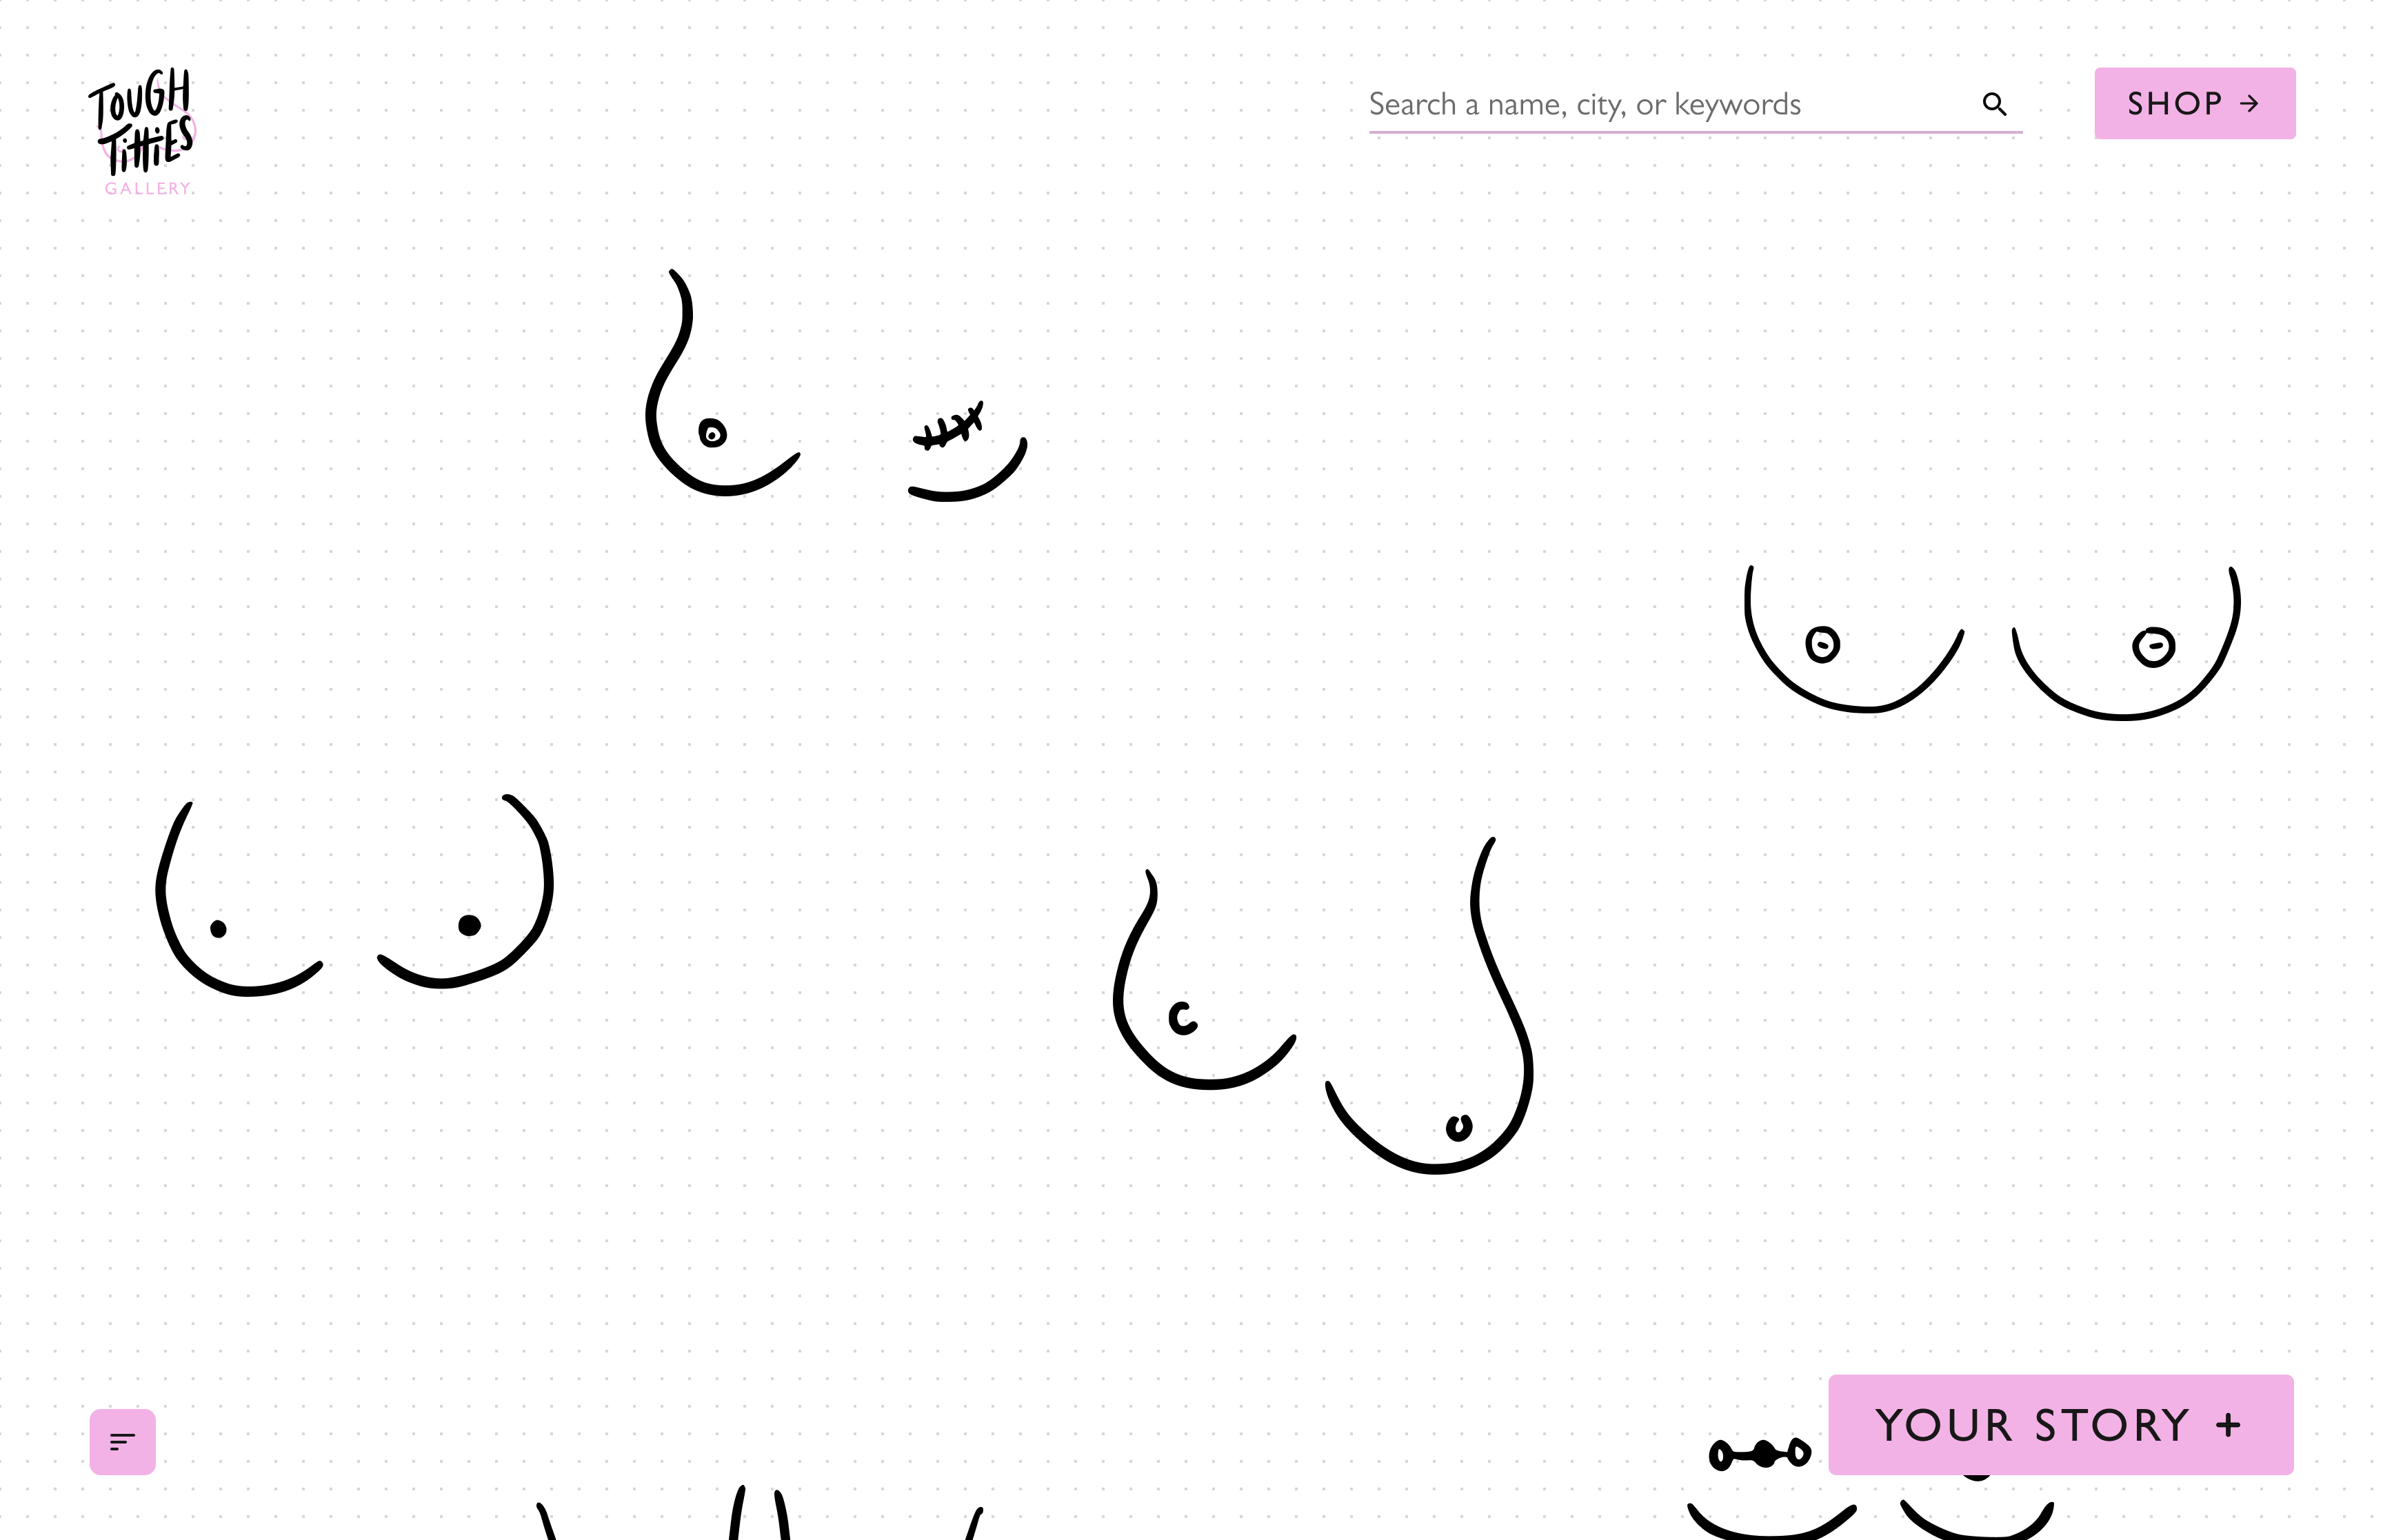 TOUGH
TiTTiES
GALLERY
Search a name, city, or keywords
SHOP →
YOUR STORY +